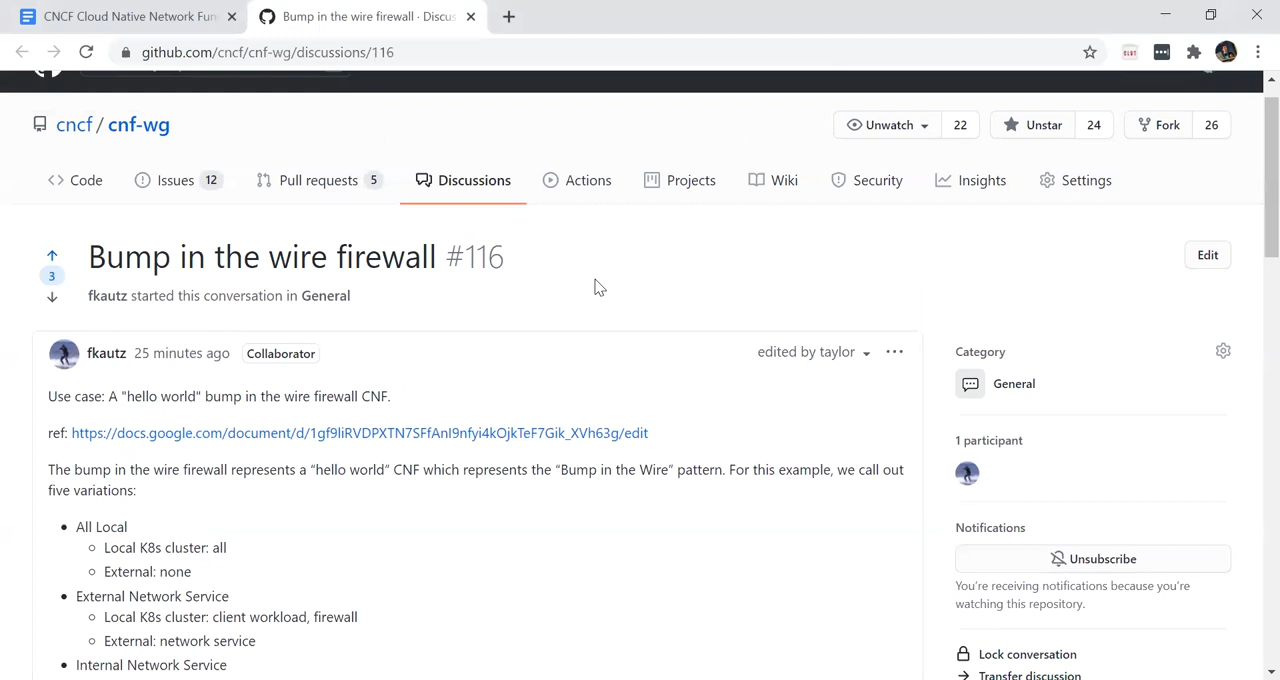 CNCF Cloud Native Network Fun
Bump in the wire firewall · Discus
github.com/cncf/cnf-wg/discussions/116
cncf / cnf-wg
Unwatch 22
Unstar 24
Fork 26
Code
Issues 12
Pull requests 5
Discussions
Actions
Projects
Wiki
Security
Insights
Settings
3
Bump in the wire firewall #116
Edit
fkautz started this conversation in General
fkautz 25 minutes ago Collaborator
edited by taylor
Use case: A "hello world" bump in the wire firewall CNF.
ref: https://docs.google.com/document/d/1gf9liRVDPXTN7SFfAnI9nfyi4kOjkTeF7Gik_XVh63g/edit
The bump in the wire firewall represents a “hello world” CNF which represents the “Bump in the Wire” pattern. For this example, we call out
five variations:
• All Local
Local K8s cluster: all
External: none
• External Network Service
Local K8s cluster: client workload, firewall
External: network service
• Internal Network Service
Category
General
1 participant
Notifications
Unsubscribe
You’re receiving notifications because you’re
watching this repository.
Lock conversation
Transfer discussion